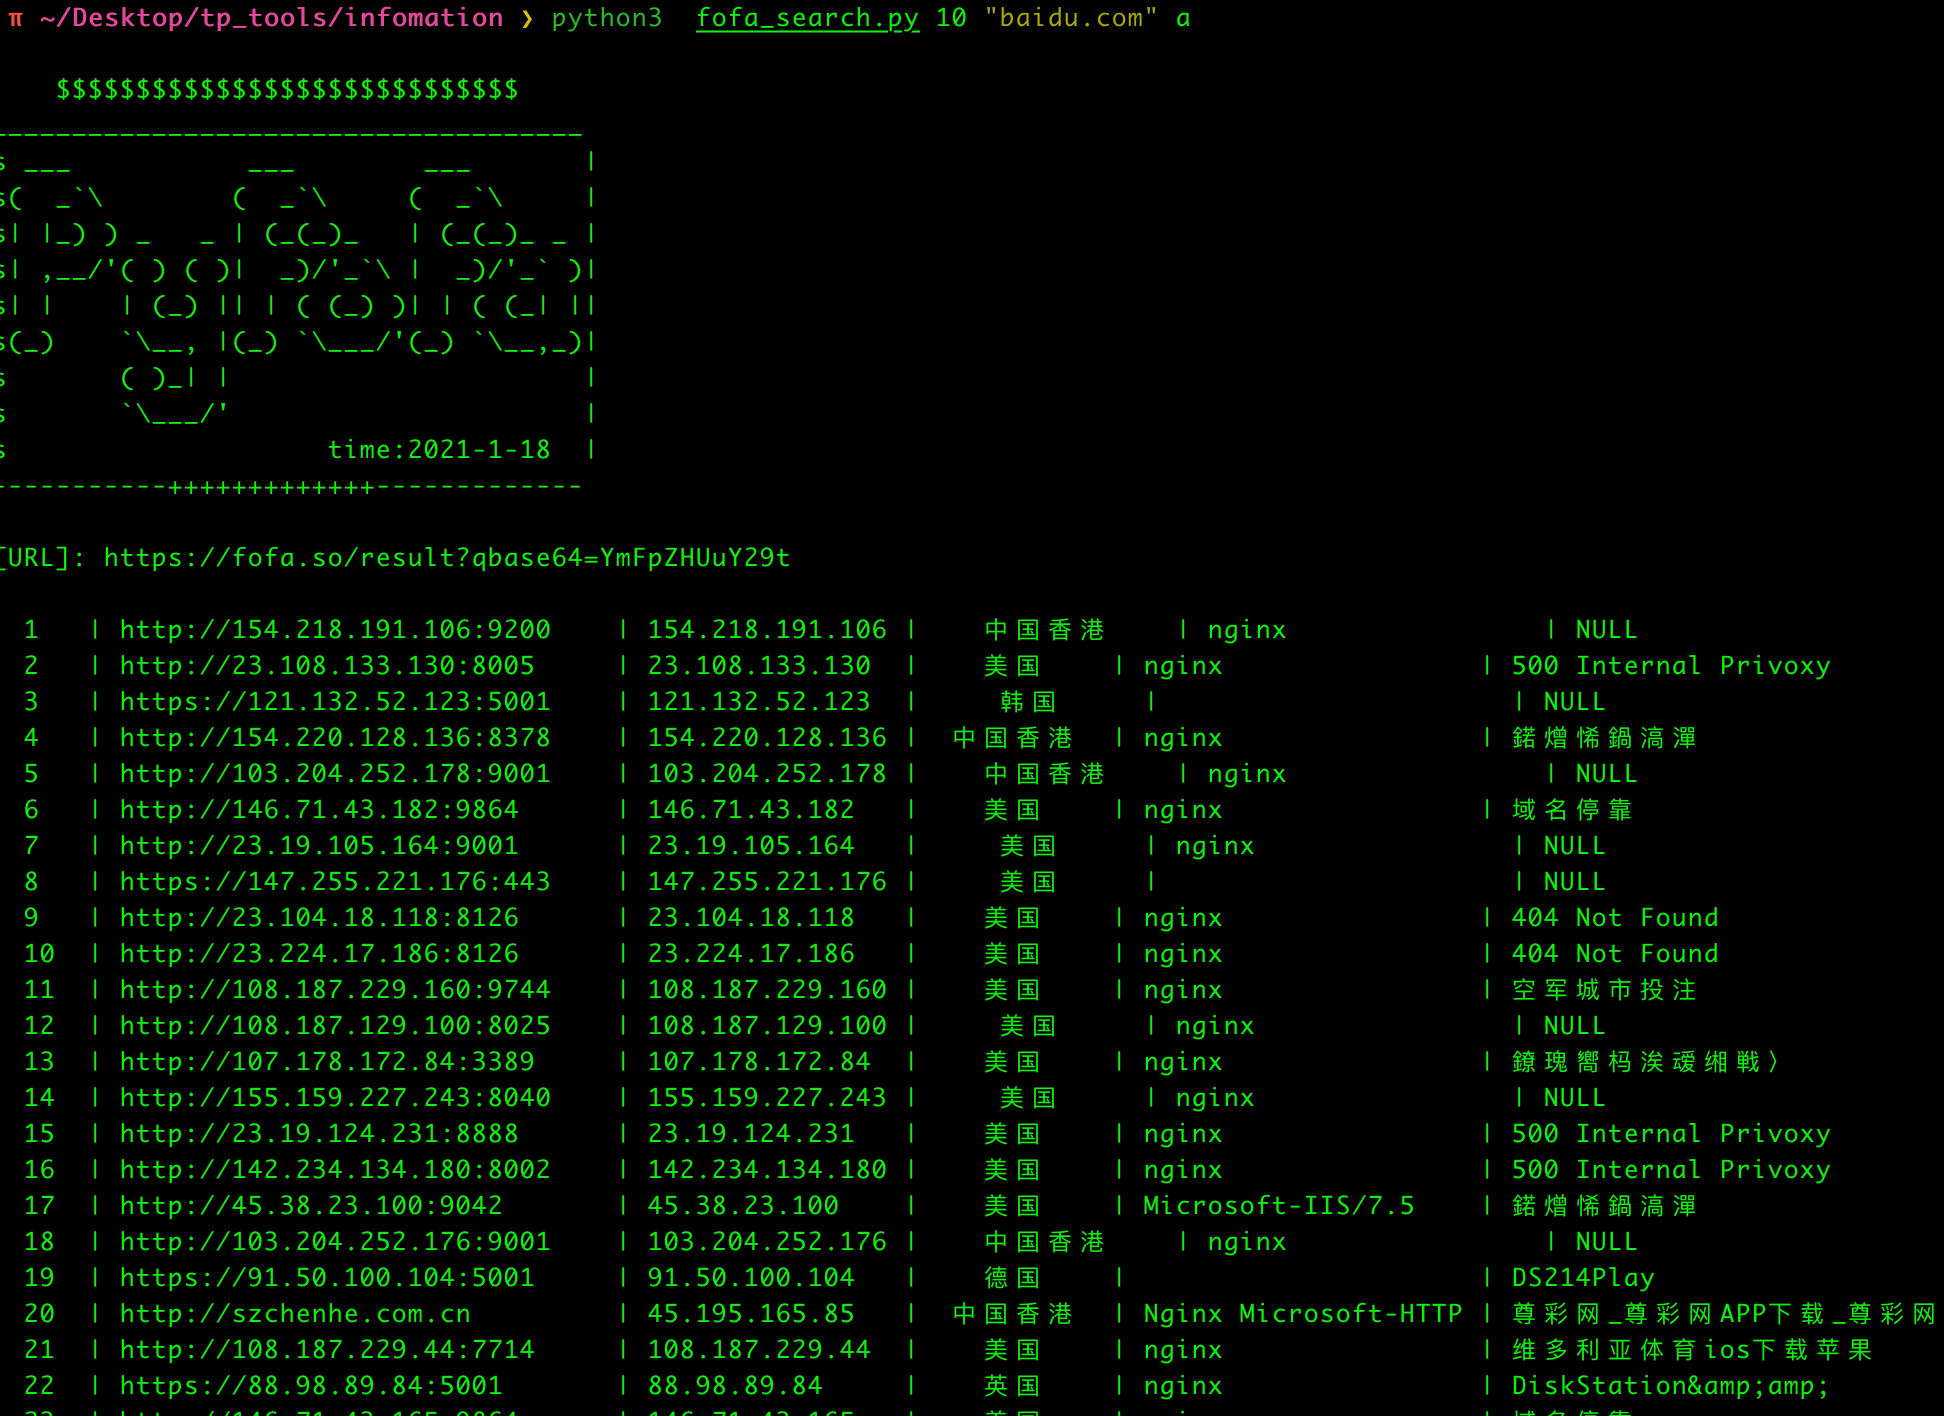 π ~/Desktop/tp_tools/infomation ❯ python3  fofa_search.py 10 "baidu.com" a
    $$$$$$$$$$$$$$$$$$$$$$$$$$$$$
-------------------------------------
s ___           ___        ___       |
s(  _`\        (  _`\     (  _`\     |
s| |_) ) _   _ | (_(_)_   | (_(_)_ _ |
s| ,__/'( ) ( )|  _)/'_`\ |  _)/'_` )|
s| |    | (_) || | ( (_) )| | ( (_| ||
s(_)    `\__, |(_) `\___/'(_) `\__,_)|
s       ( )_| |                      |
s       `\___/'                      |
s                    time:2021-1-18  |
-----------+++++++++++++-------------
[URL]: https://fofa.so/result?qbase64=YmFpZHUuY29t
1 | http://154.218.191.106:9200 | 154.218.191.106 | 中国香港 | nginx | NULL
2 | http://23.108.133.130:8005 | 23.108.133.130 | 美国 | nginx | 500 Internal Privoxy
3 | https://121.132.52.123:5001 | 121.132.52.123 | 韩国 | | NULL
4 | http://154.220.128.136:8378 | 154.220.128.136 | 中国香港 | nginx | 鍩熷悕鍋滈潬
5 | http://103.204.252.178:9001 | 103.204.252.178 | 中国香港 | nginx | NULL
6 | http://146.71.43.182:9864 | 146.71.43.182 | 美国 | nginx | 域名停靠
7 | http://23.19.105.164:9001 | 23.19.105.164 | 美国 | nginx | NULL
8 | https://147.255.221.176:443 | 147.255.221.176 | 美国 | | NULL
9 | http://23.104.18.118:8126 | 23.104.18.118 | 美国 | nginx | 404 Not Found
10 | http://23.224.17.186:8126 | 23.224.17.186 | 美国 | nginx | 404 Not Found
11 | http://108.187.229.160:9744 | 108.187.229.160 | 美国 | nginx | 空军城市投注
12 | http://108.187.129.100:8025 | 108.187.129.100 | 美国 | nginx | NULL
13 | http://107.178.172.84:3389 | 107.178.172.84 | 美国 | nginx |
14 | http://155.159.227.243:8040 | 155.159.227.243 | 美国 | nginx | NULL
15 | http://23.19.124.231:8888 | 23.19.124.231 | 美国 | nginx | 500 Internal Privoxy
16 | http://142.234.134.180:8002 | 142.234.134.180 | 美国 | nginx | 500 Internal Privoxy
17 | http://45.38.23.100:9042 | 45.38.23.100 | 美国 | Microsoft-IIS/7.5 | 鍩熷悕鍋滈潬
18 | http://103.204.252.176:9001 | 103.204.252.176 | 中国香港 | nginx | NULL
19 | https://91.50.100.104:5001 | 91.50.100.104 | 德国 | | DS214Play
20 | http://szchenhe.com.cn | 45.195.165.85 | 中国香港 | Nginx Microsoft-HTTP | 尊彩网_尊彩网APP下载_尊彩网
21 | http://108.187.229.44:7714 | 108.187.229.44 | 美国 | nginx | 维多利亚体育ios下载苹果
22 | https://88.98.89.84:5001 | 88.98.89.84 | 英国 | nginx | DiskStation&amp;amp;